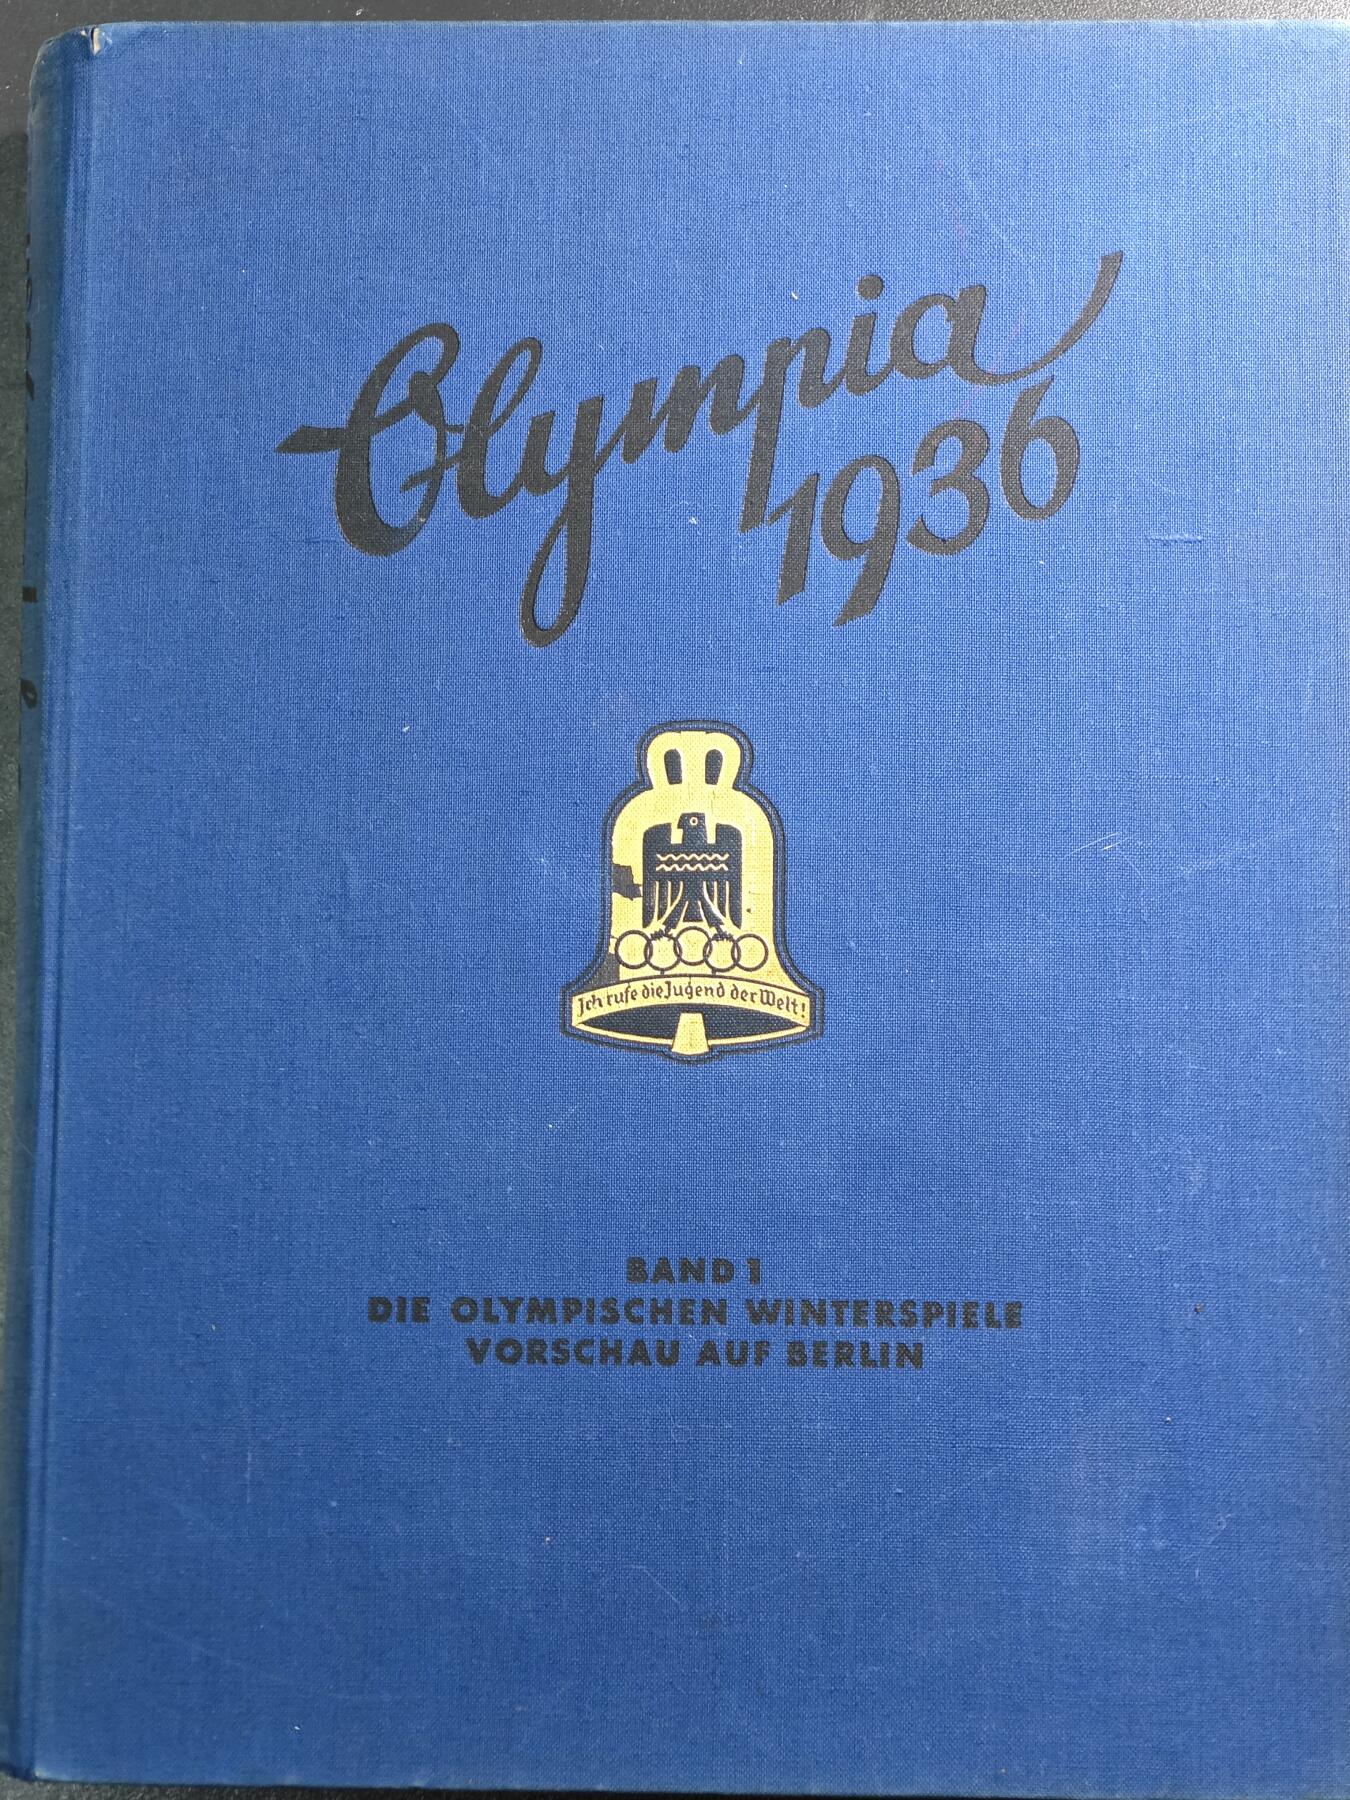 Olympia
1936
Ich rufe die Jugend der Welt!
BAND 1
DIE OLYMPISCHEN WINTERSPIELE
VORSCHAU AUF BERLIN